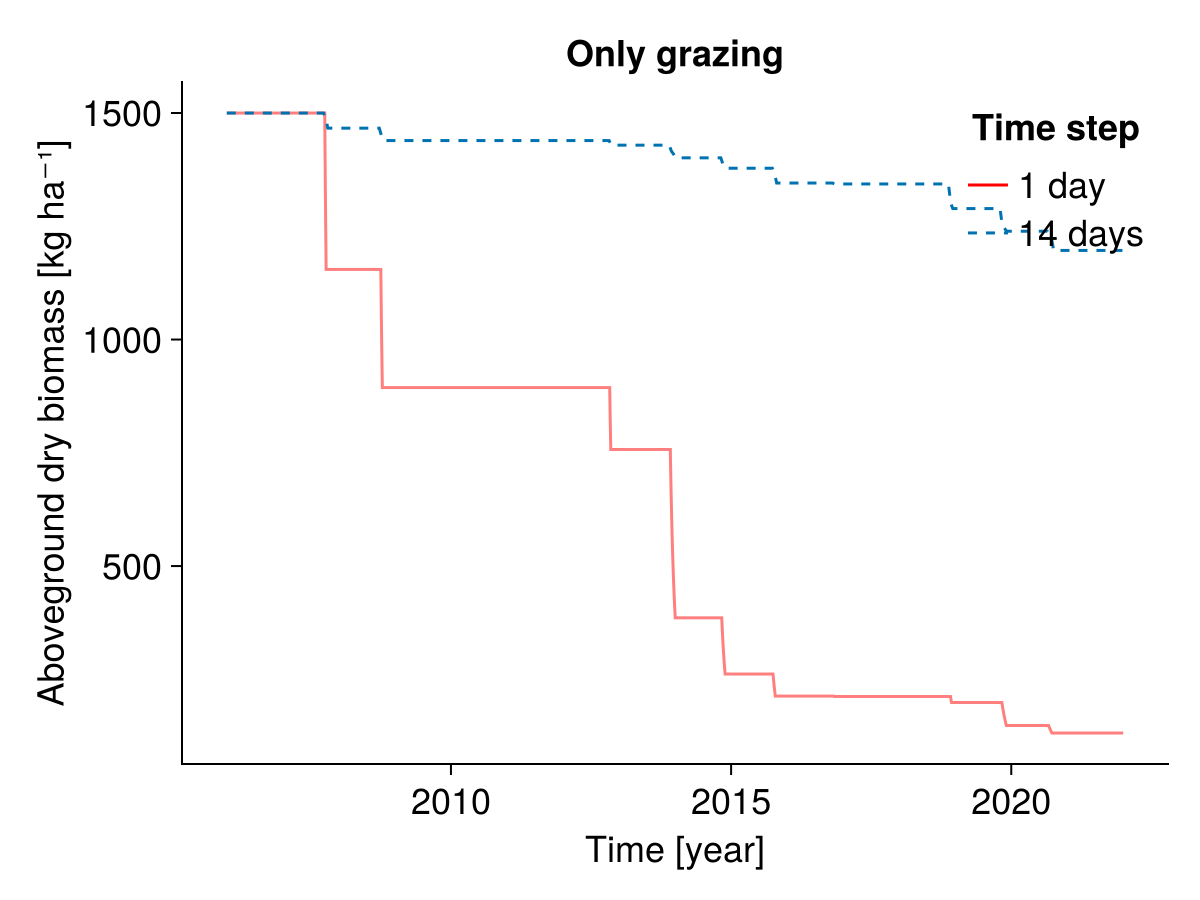 Only grazing
Aboveground dry biomass [kg ha⁻¹]
1500
1000
500
Time step
1 day
14 days
2010
2015
2020
Time [year]